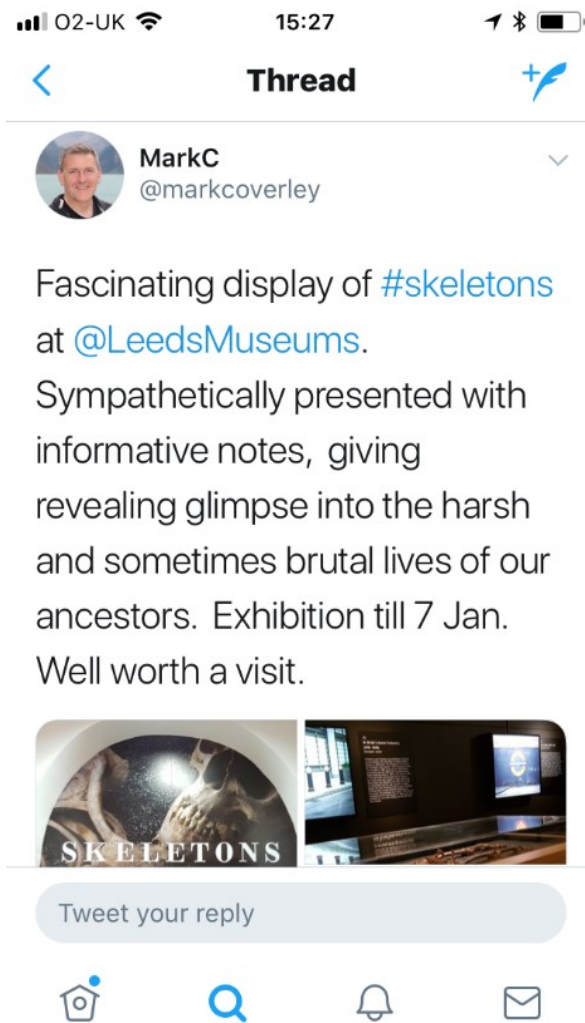 O2-UK
15:27
Thread
MarkC
@markcoverley
Fascinating display of #skeletons
at @LeedsMuseums.
Sympathetically presented with
informative notes, giving
revealing glimpse into the harsh
and sometimes brutal lives of our
ancestors. Exhibition till 7 Jan.
Well worth a visit.
SKELETONS
Tweet your reply